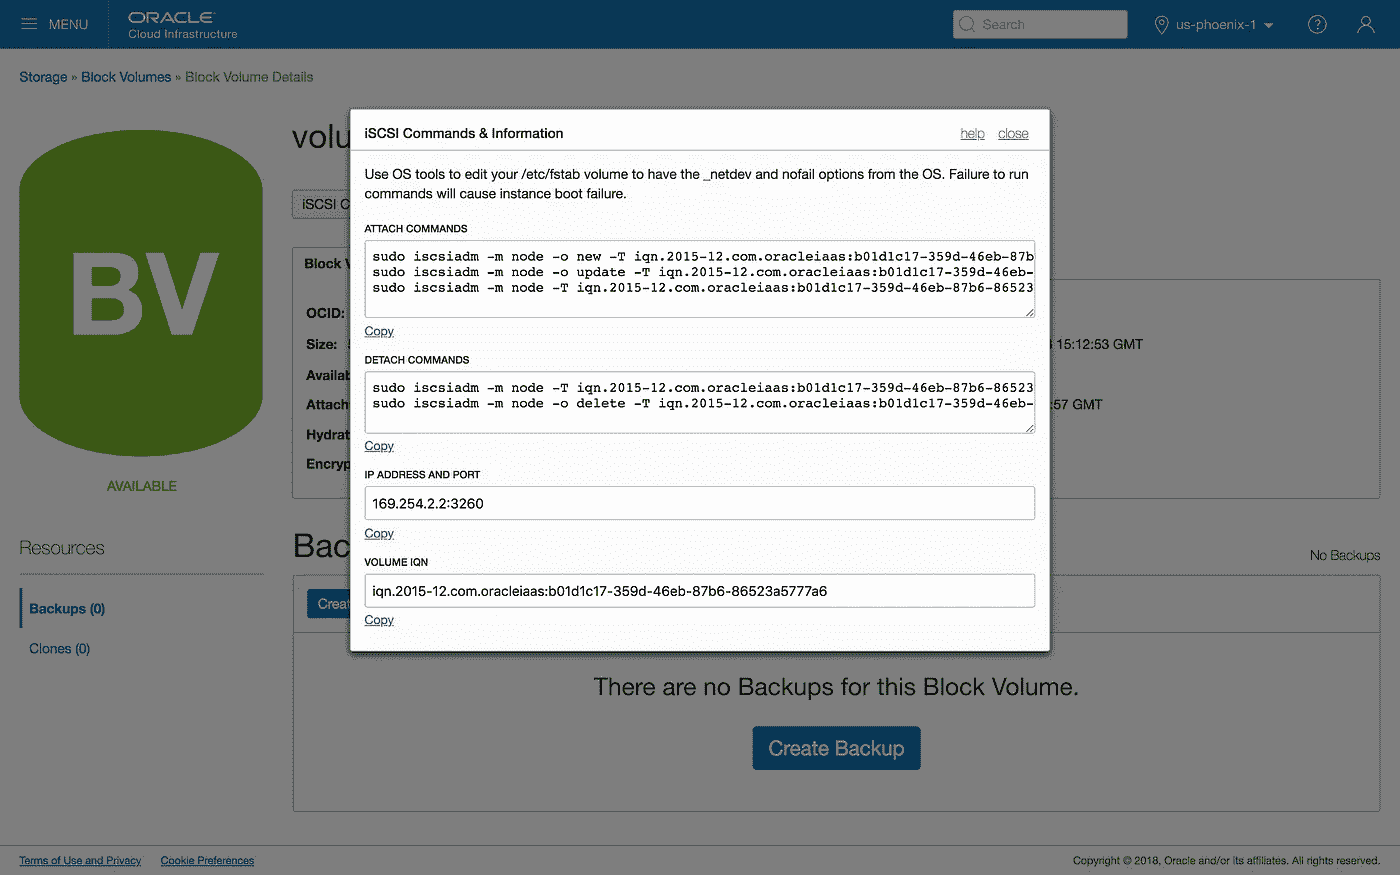 MENU
ORACLE
Cloud Infrastructure
Search
us-phoenix-1
Storage » Block Volumes » Block Volume Details
BV
AVAILABLE
Resources
Backups (0)
Clones (0)
volu
iSCSI C
Block V
OCID:
Size:
Availab
Attach
Hydrat
Encryp
15:12:53 GMT
:57 GMT
iSCSI Commands & Information
help close
Use OS tools to edit your /etc/fstab volume to have the _netdev and nofail options from the OS. Failure to run
commands will cause instance boot failure.
ATTACH COMMANDS
sudo iscsiadm -m node -o new -T iqn.2015-12.com.oracleiaas:b01d1c17-359d-46eb-87b
sudo iscsiadm -m node -o update -T iqn.2015-12.com.oracleiaas:b01d1c17-359d-46eb-
sudo iscsiadm -m node -T iqn.2015-12.com.oracleiaas:b01d1c17-359d-46eb-87b6-86523
Copy
DETACH COMMANDS
sudo iscsiadm -m node -T iqn.2015-12.com.oracleiaas:b01d1c17-359d-46eb-87b6-86523
sudo iscsiadm -m node -o delete -T iqn.2015-12.com.oracleiaas:b01d1c17-359d-46eb-
Copy
IP ADDRESS AND PORT
169.254.2.2:3260
Copy
VOLUME IQN
iqn.2015-12.com.oracleiaas:b01d1c17-359d-46eb-87b6-86523a5777a6
Copy
Bac
No Backups
Creat
There are no Backups for this Block Volume.
Create Backup
Terms of Use and Privacy
Cookie Preferences
Copyright © 2018, Oracle and/or its affiliates. All rights reserved.